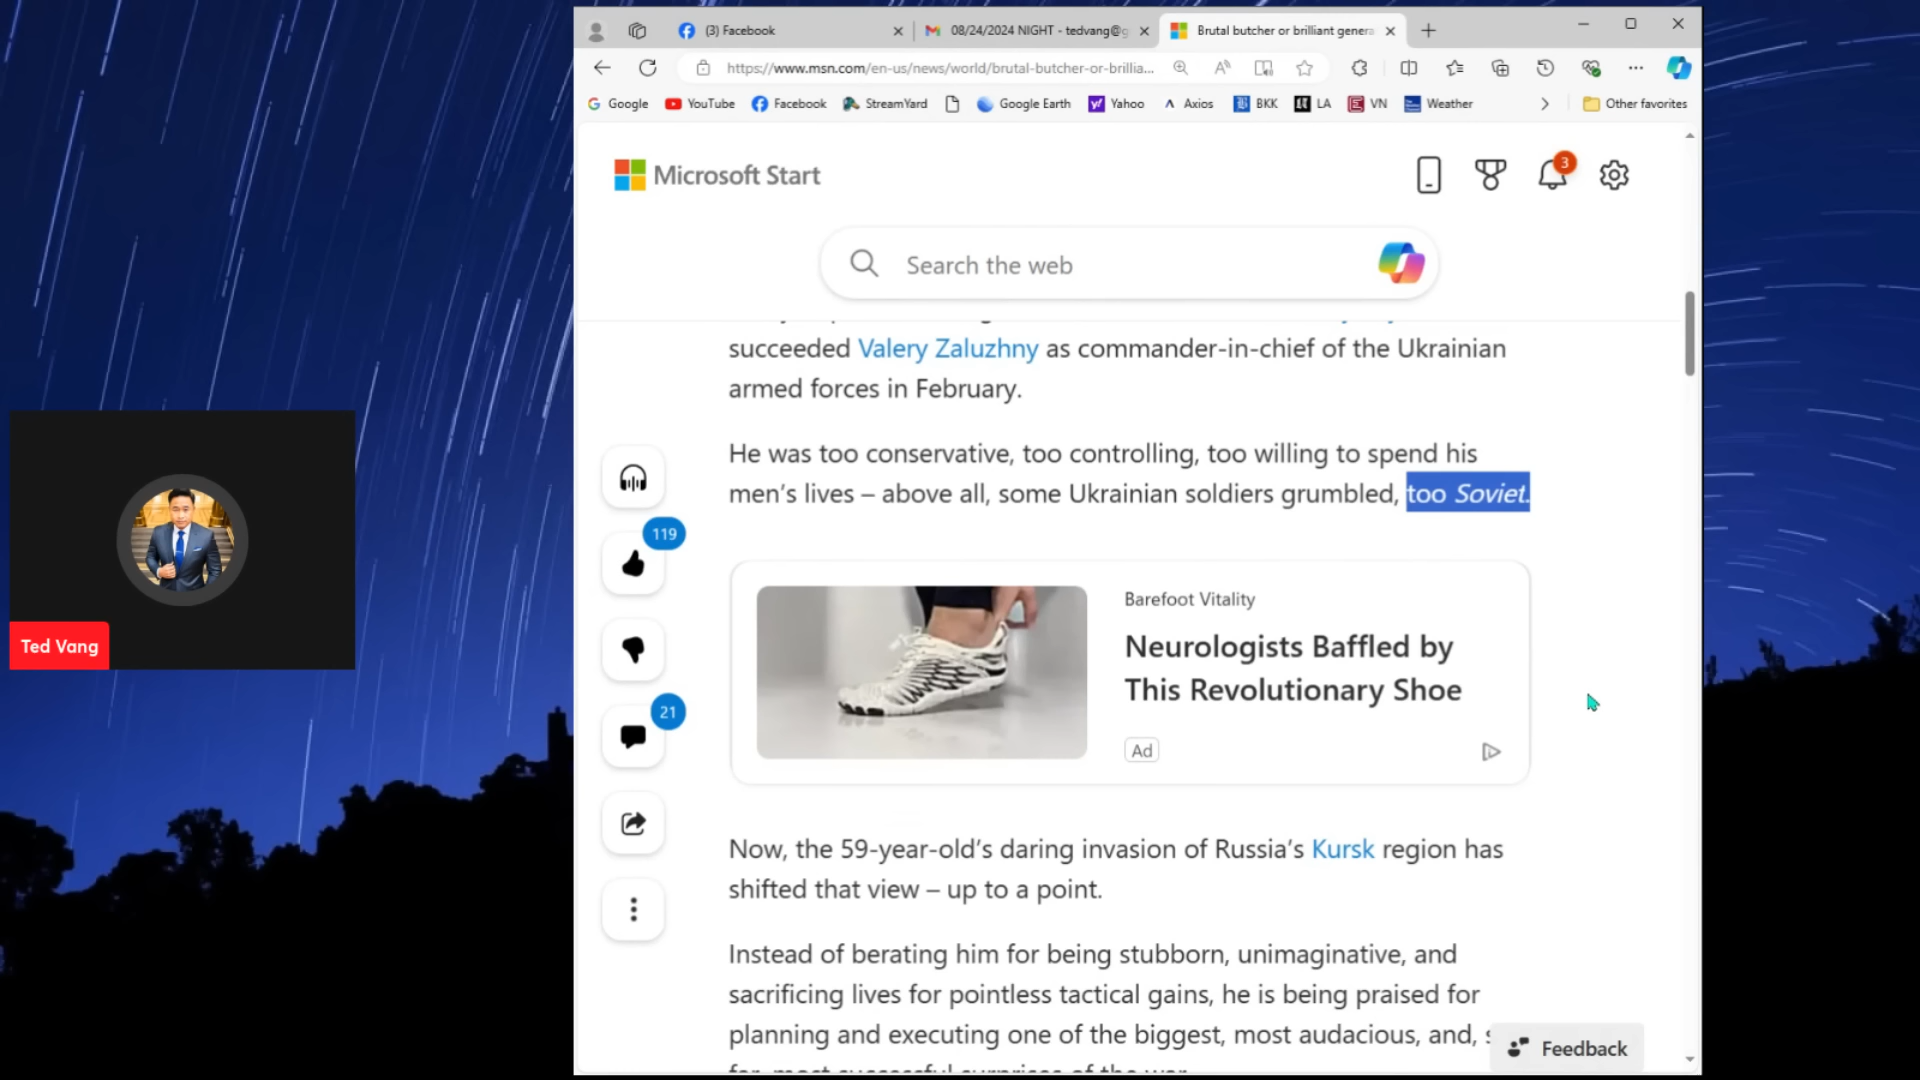 (3) Facebook
08/24/2024 NIGHT - tedvang@g
Brutal butcher or brilliant genera
https://www.msn.com/en-us/news/world/brutal-butcher-or-brillia...
Google
YouTube
Facebook
StreamYard
Google Earth
Yahoo
Axios
BKK
LA
VN
Weather
Other favorites
Microsoft Start
3
Search the web
succeeded Valery Zaluzhny as commander-in-chief of the Ukrainian
armed forces in February.
He was too conservative, too controlling, too willing to spend his
men's lives – above all, some Ukrainian soldiers grumbled, too Soviet.
119
21
Barefoot Vitality
Neurologists Baffled by
This Revolutionary Shoe
Ad
Ted Vang
Now, the 59-year-old's daring invasion of Russia's Kursk region has
shifted that view – up to a point.
Instead of berating him for being stubborn, unimaginative, and
sacrificing lives for pointless tactical gains, he is being praised for
planning and executing one of the biggest, most audacious, and, s
far, most successful surprises of the war.
Feedback